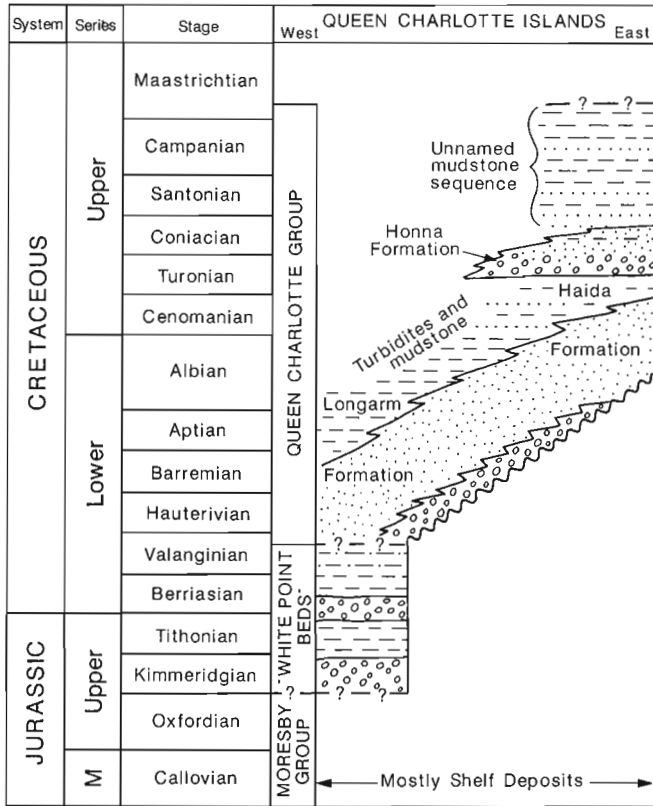 System Series Stage QUEEN CHARLOTTE ISLANDS
West East
CRETACEOUS
JURASSIC
Upper
Lower
Upper
M
Maastrichtian
Campanian
Santonian
Coniacian
Turonian
Cenomanian
Albian
Aptian
Barremian
Hauterivian
Valanginian
Berriasian
Tithonian
Kimmeridgian
Oxfordian
Callovian
QUEEN CHARLOTTE GROUP
"WHITE POINT
BEDS"
MORESBY
GROUP
? ?
Unnamed
mudstone
sequence
Honna
Formation
Haida
Formation
Turbidites and
mudstone
Longarm
Formation
? ?
? ? ?
Mostly Shelf Deposits